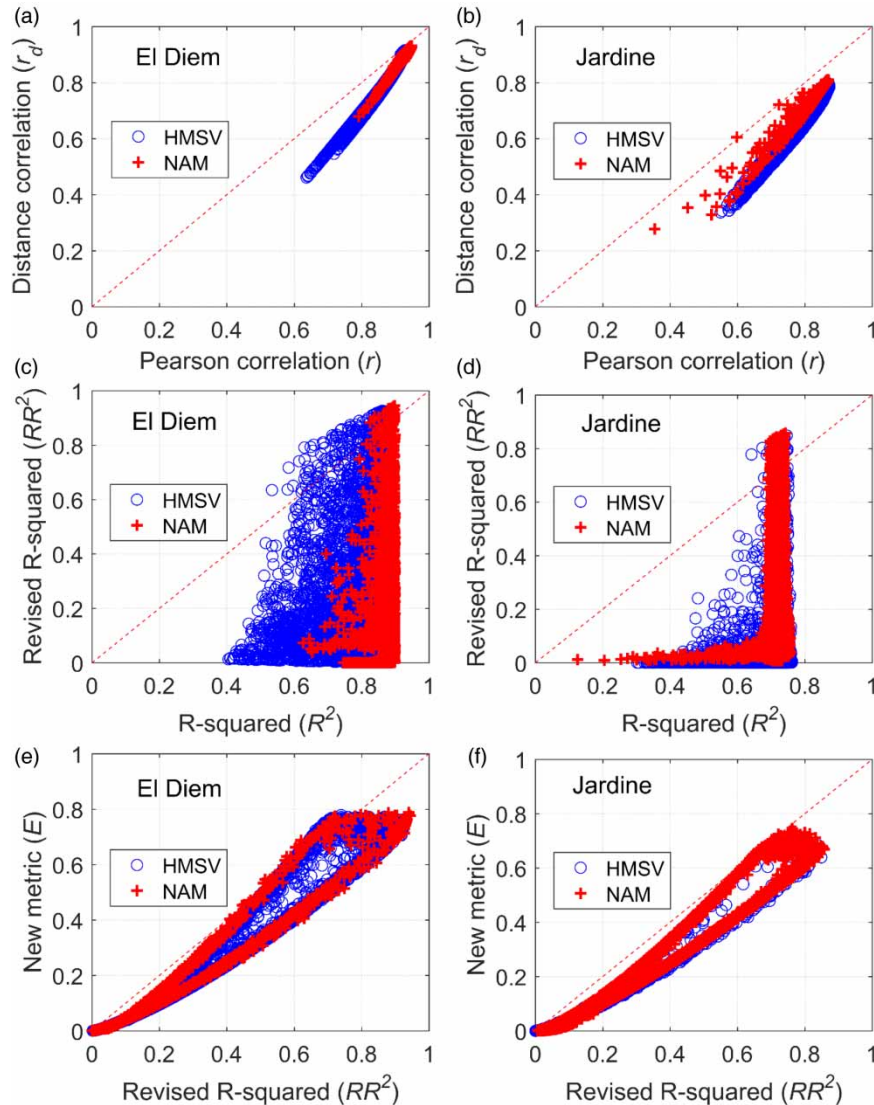 (a)
El Diem
HMSV
NAM
Distance correlation (r_d)
1
0.8
0.6
0.4
0.2
0
0 0.2 0.4 0.6 0.8 1
Pearson correlation (r)
(b)
Jardine
HMSV
NAM
Distance correlation (r_d)
1
0.8
0.6
0.4
0.2
0
0 0.2 0.4 0.6 0.8 1
Pearson correlation (r)
(c)
El Diem
HMSV
NAM
Revised R-squared (RR²)
1
0.8
0.6
0.4
0.2
0
0 0.2 0.4 0.6 0.8 1
R-squared (R²)
(d)
Jardine
HMSV
NAM
Revised R-squared (RR²)
1
0.8
0.6
0.4
0.2
0
0 0.2 0.4 0.6 0.8 1
R-squared (R²)
(e)
El Diem
HMSV
NAM
New metric (E)
1
0.8
0.6
0.4
0.2
0
0 0.2 0.4 0.6 0.8 1
Revised R-squared (RR²)
(f)
Jardine
HMSV
NAM
New metric (E)
1
0.8
0.6
0.4
0.2
0
0 0.2 0.4 0.6 0.8 1
Revised R-squared (RR²)